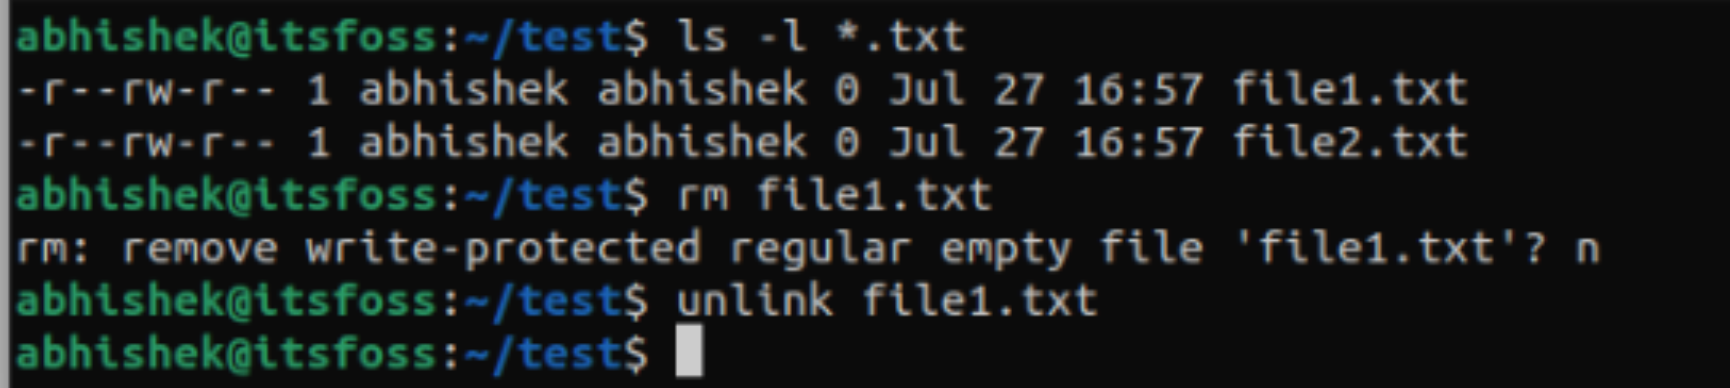 abhishek@itsfoss:~/test$ ls -l *.txt
-r--rw-r-- 1 abhishek abhishek 0 Jul 27 16:57 file1.txt
-r--rw-r-- 1 abhishek abhishek 0 Jul 27 16:57 file2.txt
abhishek@itsfoss:~/test$ rm file1.txt
rm: remove write-protected regular empty file 'file1.txt'? n
abhishek@itsfoss:~/test$ unlink file1.txt
abhishek@itsfoss:~/test$